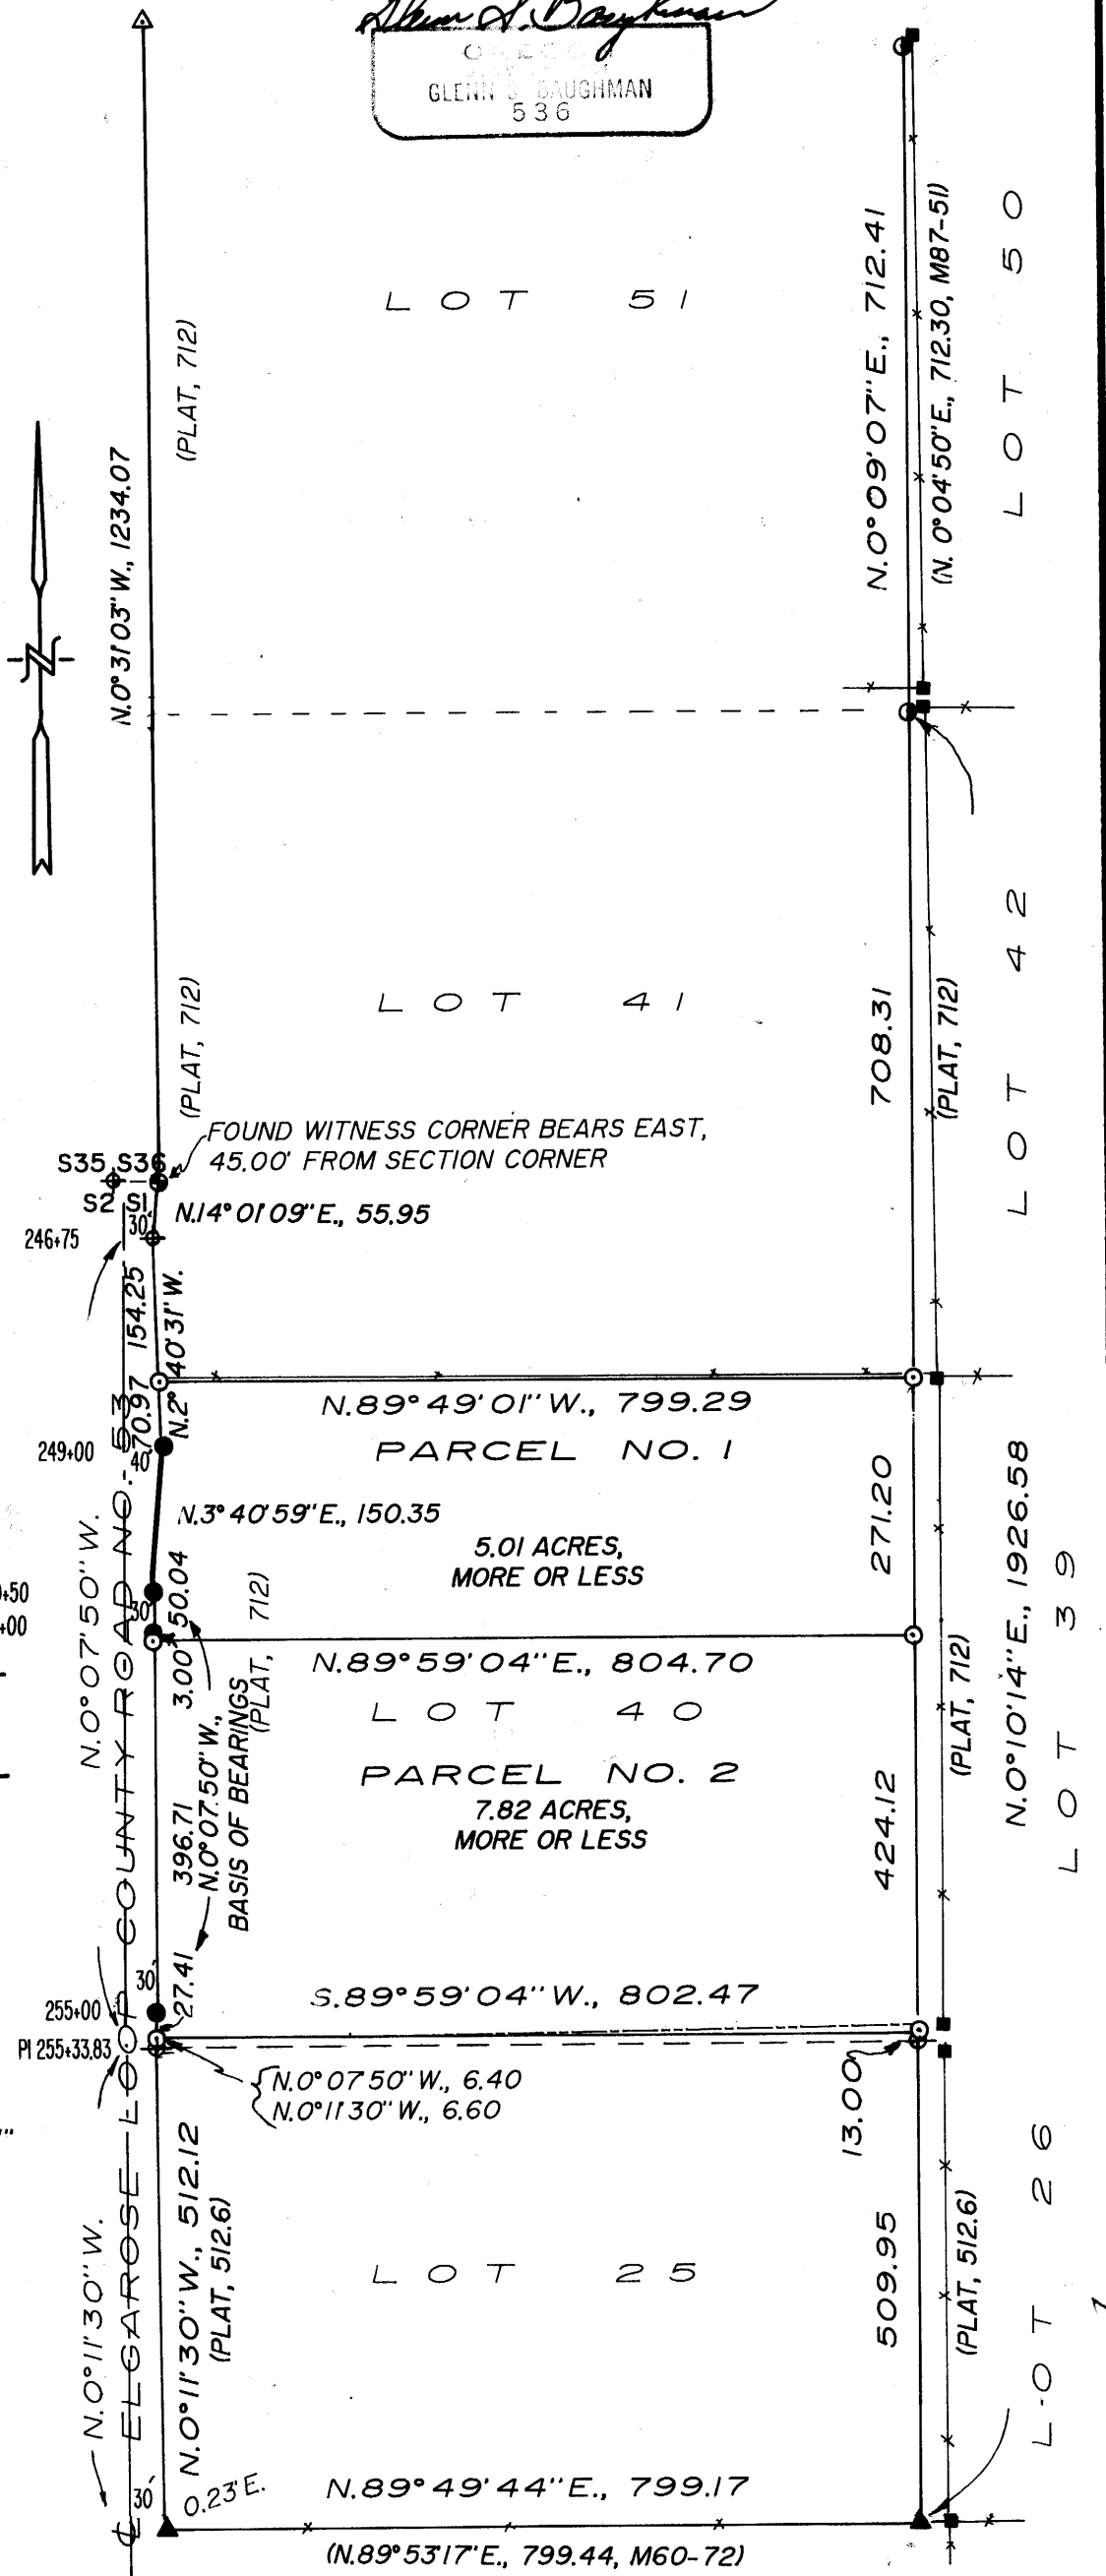 Glenn S. Baughman
OREGON
GLENN S. BAUGHMAN
536
LOT 51
(PLAT, 712)
N.0°31'03"W., 1234.07
N.0°09'07"E., 712.41
(N. 0°04'50"E., 712.30, M87-51)
LOT 50
N
LOT 41
(PLAT, 712)
708.31
(PLAT, 712)
LOT 42
FOUND WITNESS CORNER BEARS EAST,
45.00' FROM SECTION CORNER
S35 S36
S2 S1
30'
N.14°01'09"E., 55.95
246+75
154.25
N.2°40'31"W.
70.97
N.89°49'01"W., 799.29
PARCEL NO. 1
249+00
40'
N.3°40'59"E., 150.35
5.01 ACRES,
MORE OR LESS
271.20
N.0°10'14"E., 1926.58
LOT 39
N.0°07'50"W.
+50
+00
30'
50.04
3.00
(PLAT, 712)
N.89°59'04"E., 804.70
LOT 40
PARCEL NO. 2
7.82 ACRES,
MORE OR LESS
396.71
N.0°07'50"W.,
BASIS OF BEARINGS
424.12
(PLAT, 712)
30'
27.41
S.89°59'04"W., 802.47
255+00
PI 255+33.83
N.0°07'50"W., 6.40
N.0°11'30"W., 6.60
13.00
ELGAROSE LOOP COUNTY ROAD NO. 53
N.0°11'30"W.
N.0°11'30"W., 512.12
(PLAT, 512.6)
LOT 25
509.95
(PLAT, 512.6)
LOT 26
30'
0.23'E.
N.89°49'44"E., 799.17
(N.89°53'17"E., 799.44, M60-72)